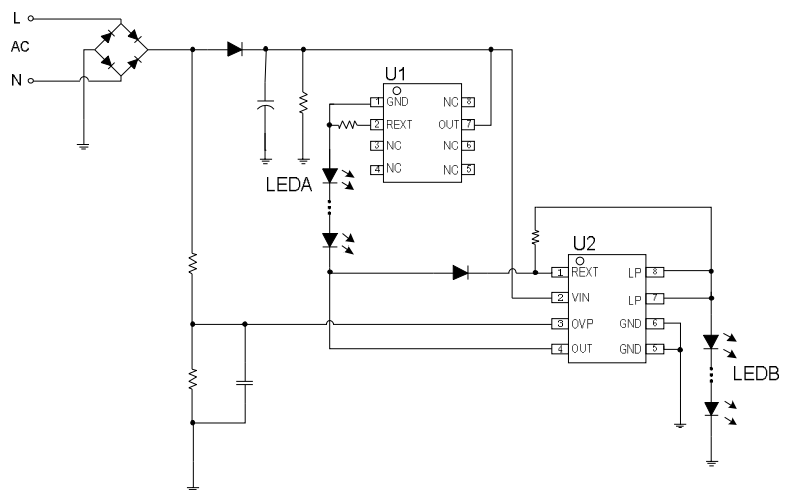 L
AC
N
U1
1 GND NC 8
2 REXT OUT 7
3 NC NC 6
4 NC NC 5
LEDA
U2
1 REXT LP 8
2 VIN LP 7
3 OVP GND 6
4 OUT GND 5
LEDB